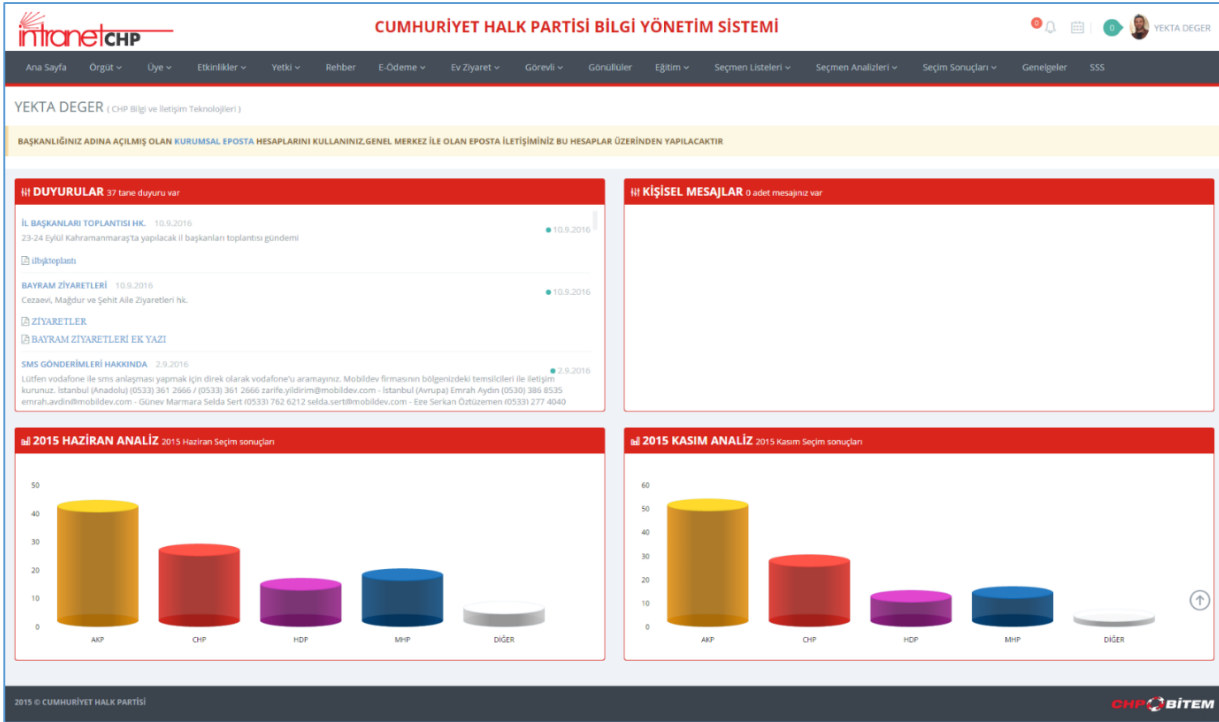 intranetCHP
CUMHURİYET HALK PARTİSİ BİLGİ YÖNETİM SİSTEMİ
0
0
YEKTA DEGER
Ana Sayfa Örgüt Üye Etkinlikler Yetki Rehber E-Ödeme Ev Ziyaret Görevli Gönüllüler Eğitim Seçmen Listeleri Seçmen Analizleri Seçim Sonuçları Genelgeler SSS
YEKTA DEGER ( CHP Bilgi ve İletişim Teknolojileri )
BAŞKANLIĞINIZ ADINA AÇILMIŞ OLAN KURUMSAL EPOSTA HESAPLARINI KULLANINIZ,GENEL MERKEZ İLE OLAN EPOSTA İLETİŞİMİNİZ BU HESAPLAR ÜZERİNDEN YAPILACAKTIR
DUYURULAR 37 tane duyuru var
İL BAŞKANLARI TOPLANTISI HK. 10.9.2016
10.9.2016
23-24 Eylül Kahramanmaraş'ta yapılacak il başkanları toplantısı gündemi
ilbşktoplantı
BAYRAM ZİYARETLERİ 10.9.2016
10.9.2016
Cezaevi, Mağdur ve Şehit Aile Ziyaretleri hk.
ZİYARETLER
BAYRAM ZİYARETLERİ EK YAZI
SMS GÖNDERİMLERİ HAKKINDA 2.9.2016
2.9.2016
Lütfen vodafone ile sms anlaşması yapmak için direk olarak vodafone'u aramayınız. Mobildev firmasının bölgenizdeki temsilcileri ile iletişim
kurunuz. İstanbul (Anadolu) (0533) 361 2666 / (0533) 361 2666 zarife.yildirim@mobildev.com - İstanbul (Avrupa) Emrah Aydın (0530) 386 8535
emrah.aydin@mobildev.com - Güney Marmara Selda Sert (0533) 762 6212 selda.sert@mobildev.com - Ege Serkan Öztüzemen (0533) 277 4040
KİŞİSEL MESAJLAR 0 adet mesajınız var
2015 HAZİRAN ANALİZ 2015 Haziran Seçim sonuçları
50
40
30
20
10
0
AKP CHP HDP MHP DİĞER
2015 KASIM ANALİZ 2015 Kasım Seçim sonuçları
60
50
40
30
20
10
0
AKP CHP HDP MHP DİĞER
2015 © CUMHURİYET HALK PARTİSİ
CHP BİTEM